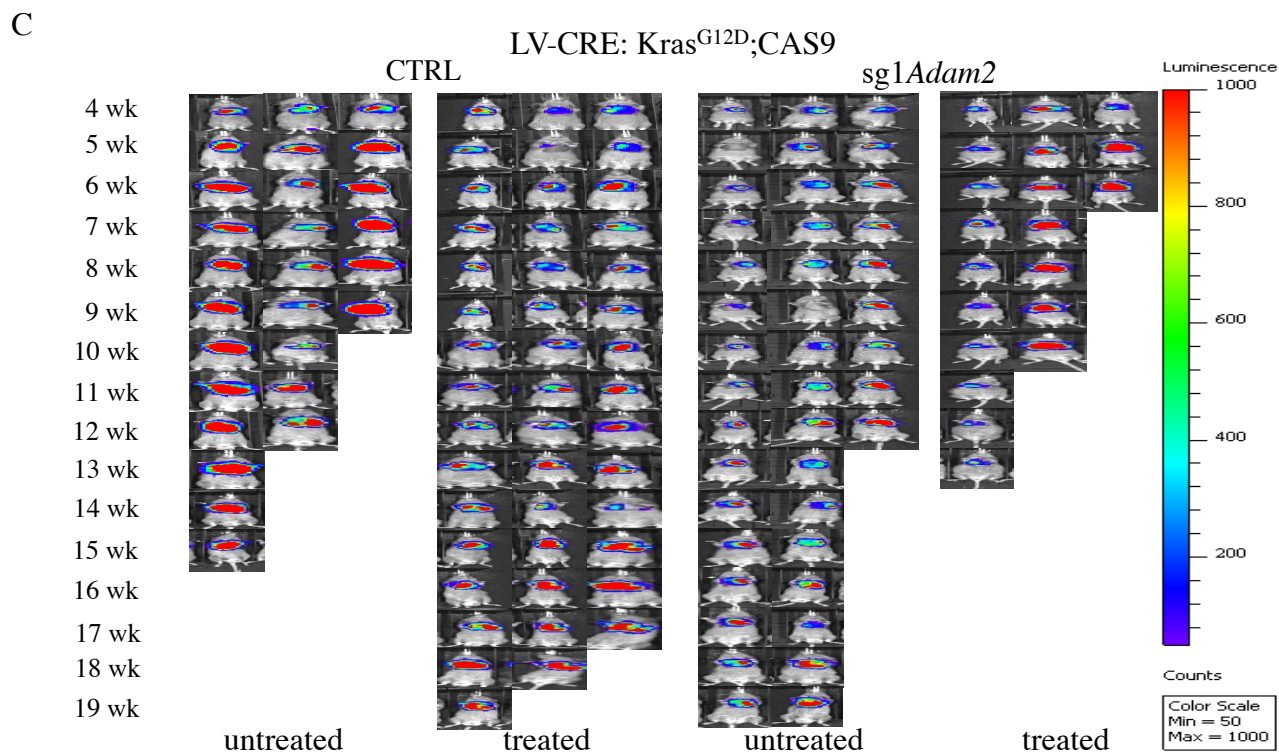 C
LV-CRE: Kras^G12D;CAS9
CTRL
sg1Adam2
4 wk
5 wk
6 wk
7 wk
8 wk
9 wk
10 wk
11 wk
12 wk
13 wk
14 wk
15 wk
16 wk
17 wk
18 wk
19 wk
untreated
treated
untreated
treated
Luminescence
1000
800
600
400
200
Counts
Color Scale
Min = 50
Max = 1000